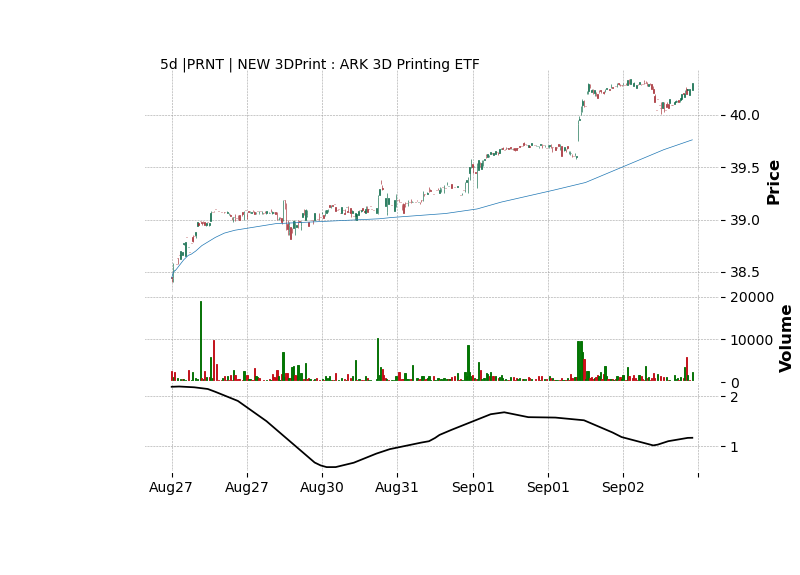 5d |PRNT | NEW 3DPrint : ARK 3D Printing ETF
40.0
39.5
39.0
38.5
Price
20000
10000
0
Volume
2
1
Aug27 Aug27 Aug30 Aug31 Sep01 Sep01 Sep02